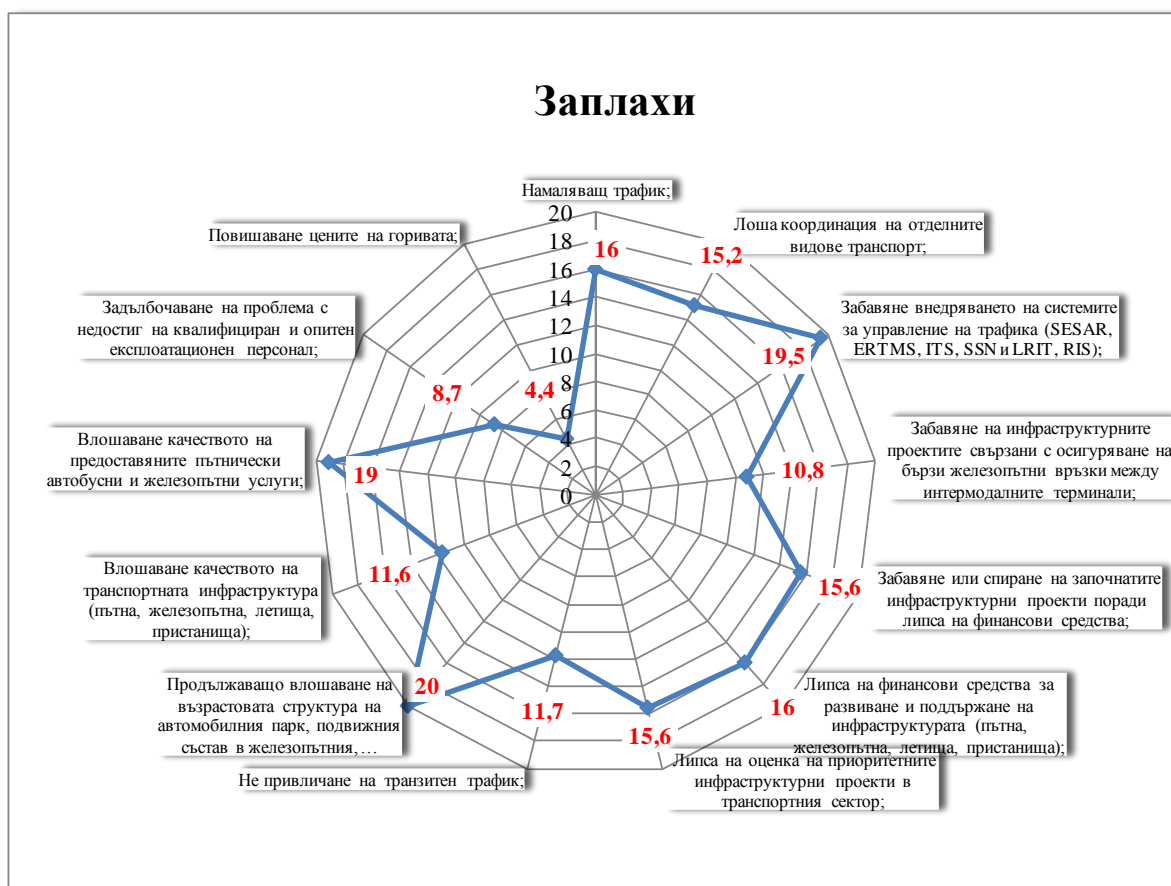 Заплахи
Намаляващ трафик;
20
18
16
14
12
10
8
6
4
2
0
16
Лоша координация на отделните
видове транспорт;
15,2
Забавяне внедряването на системите
за управление на трафика (SESAR,
ERTMS, ITS, SSN и LRIT, RIS);
19,5
Забавяне на инфраструктурните
проектите свързани с осигуряване на
бързи железопътни връзки между
интермодалните терминали;
10,8
Забавяне или спиране на започнатите
инфраструктурни проекти поради
липса на финансови средства;
15,6
Липса на финансови средства за
развиване и поддържане на
инфраструктурата (пътна,
железопътна, летища, пристанища);
16
Липса на оценка на приоритетните
инфраструктурни проекти в
транспортния сектор;
15,6
Не привличане на транзитен трафик;
11,7
Продължаващо влошаване на
възрастовата структура на
автомобилния парк, подвижния
състав в железопътния, …
20
Влошаване качеството на
транспортната инфраструктура
(пътна, железопътна, летища,
пристанища);
11,6
Влошаване качеството на
предоставяните пътнически
автобусни и железопътни услуги;
19
Задълбочаване на проблема с
недостиг на квалифициран и опитен
експлоатационен персонал;
8,7
Повишаване цените на горивата;
4,4